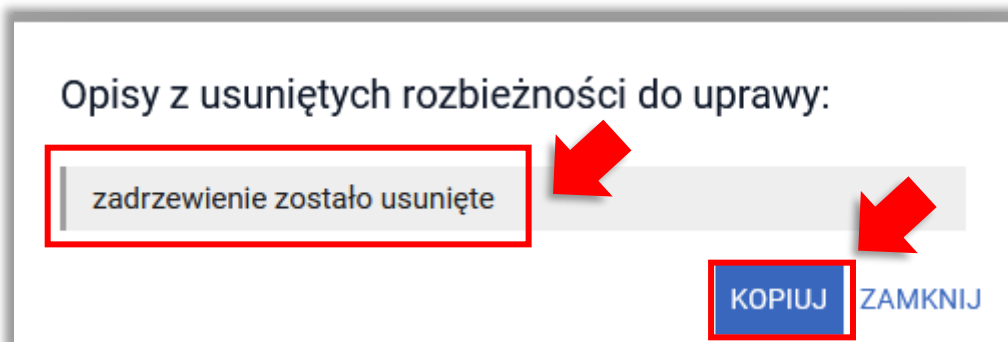 Opisy z usuniętych rozbieżności do uprawy:
zadrzewienie zostało usunięte
KOPIUJ ZAMKNIJ